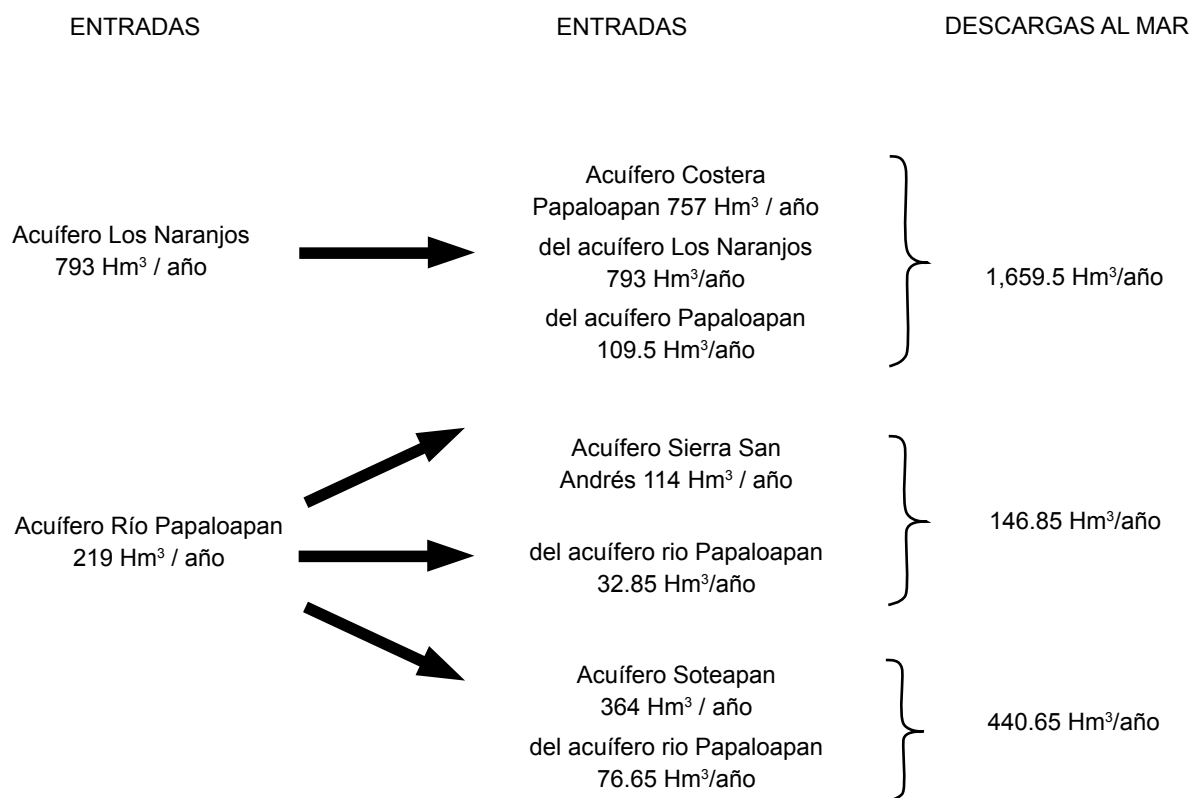 ENTRADAS
ENTRADAS
DESCARGAS AL MAR
Acuífero Los Naranjos
793 Hm³ / año
Acuífero Costera
Papaloapan 757 Hm³ / año
del acuífero Los Naranjos
793 Hm³/año
del acuífero Papaloapan
109.5 Hm³/año
1,659.5 Hm³/año
Acuífero Río Papaloapan
219 Hm³ / año
Acuífero Sierra San
Andrés 114 Hm³ / año
del acuífero rio Papaloapan
32.85 Hm³/año
146.85 Hm³/año
Acuífero Soteapan
364 Hm³ / año
del acuífero rio Papaloapan
76.65 Hm³/año
440.65 Hm³/año